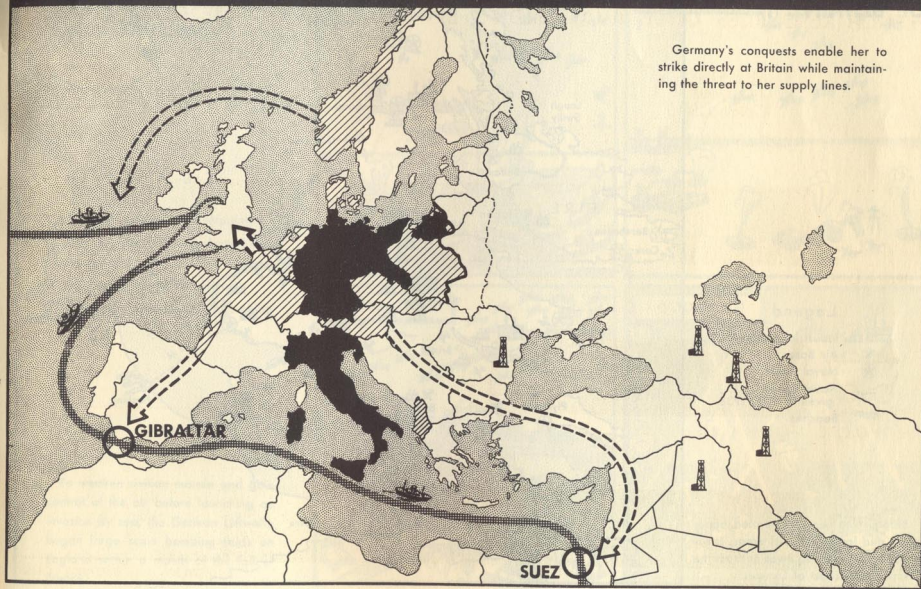 Germany's conquests enable her to
strike directly at Britain while maintain-
ing the threat to her supply lines.
GIBRALTAR
SUEZ